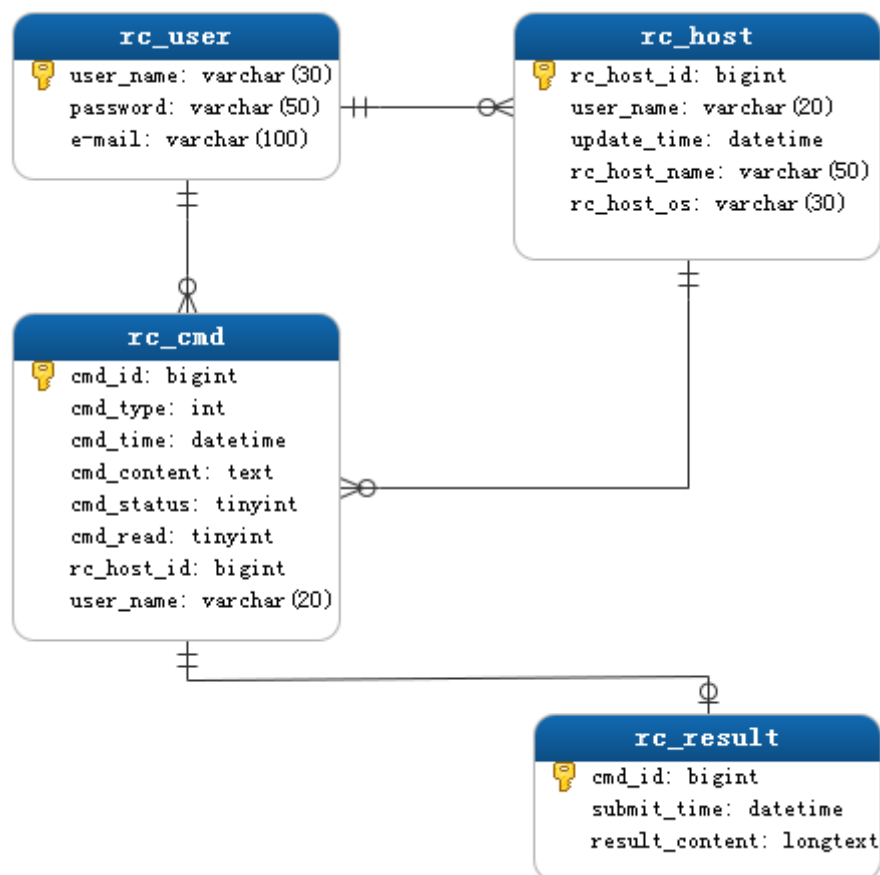 rc_user
user_name: varchar(30)
password: varchar(50)
e-mail: varchar(100)
rc_host
rc_host_id: bigint
user_name: varchar(20)
update_time: datetime
rc_host_name: varchar(50)
rc_host_os: varchar(30)
rc_cmd
cmd_id: bigint
cmd_type: int
cmd_time: datetime
cmd_content: text
cmd_status: tinyint
cmd_read: tinyint
rc_host_id: bigint
user_name: varchar(20)
rc_result
cmd_id: bigint
submit_time: datetime
result_content: longtext